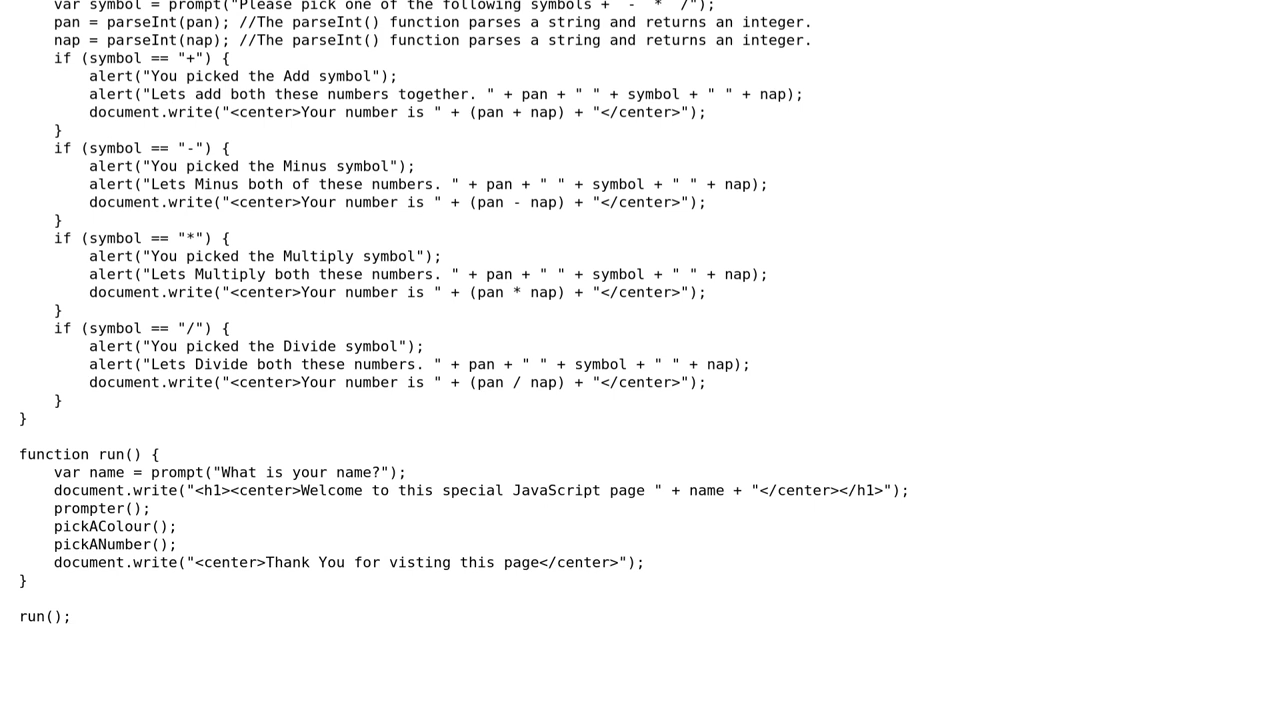 var symbol = prompt("Please pick one of the following symbols +  -  *  /");
pan = parseInt(pan); //The parseInt() function parses a string and returns an integer.
nap = parseInt(nap); //The parseInt() function parses a string and returns an integer.
if (symbol == "+") {
alert("You picked the Add symbol");
alert("Lets add both these numbers together. " + pan + " " + symbol + " " + nap);
document.write("<center>Your number is " + (pan + nap) + "</center>");
}
if (symbol == "-") {
alert("You picked the Minus symbol");
alert("Lets Minus both of these numbers. " + pan + " " + symbol + " " + nap);
document.write("<center>Your number is " + (pan - nap) + "</center>");
}
if (symbol == "*") {
alert("You picked the Multiply symbol");
alert("Lets Multiply both these numbers. " + pan + " " + symbol + " " + nap);
document.write("<center>Your number is " + (pan * nap) + "</center>");
}
if (symbol == "/") {
alert("You picked the Divide symbol");
alert("Lets Divide both these numbers. " + pan + " " + symbol + " " + nap);
document.write("<center>Your number is " + (pan / nap) + "</center>");
}
}
function run() {
var name = prompt("What is your name?");
document.write("<h1><center>Welcome to this special JavaScript page " + name + "</center></h1>");
prompter();
pickAColour();
pickANumber();
document.write("<center>Thank You for visting this page</center>");
}
run();